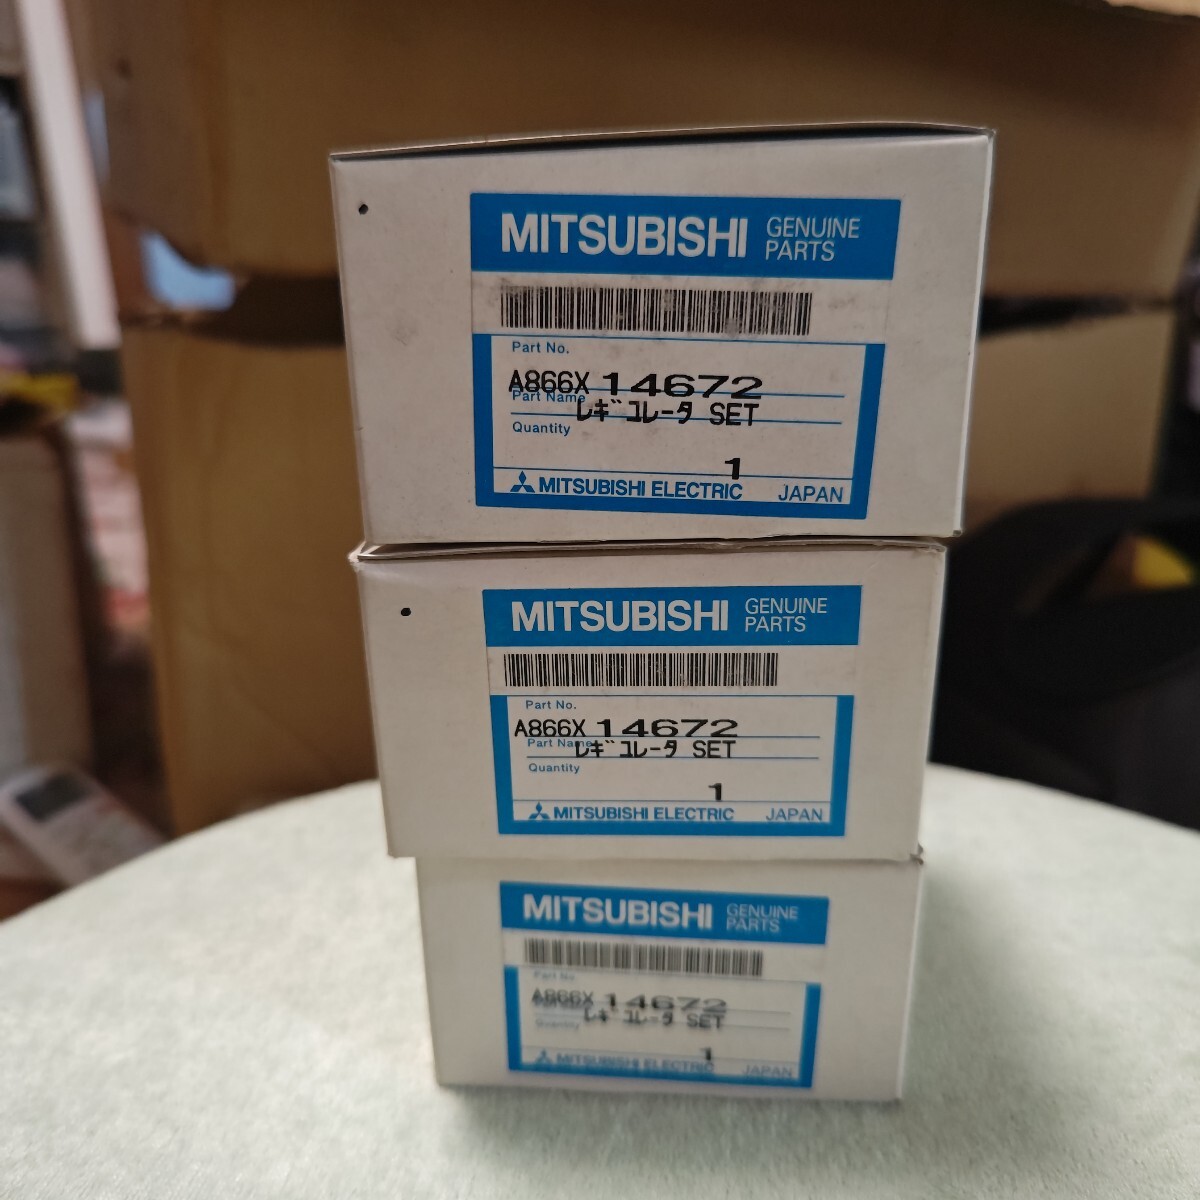 MITSUBISHI GENUINE PARTS
Part No.
A866X 14672
Part Name
レギュレータ SET
Quantity
1
MITSUBISHI ELECTRIC JAPAN
MITSUBISHI GENUINE PARTS
Part No.
A866X 14672
Part Name
レギュレータ SET
Quantity
1
MITSUBISHI ELECTRIC JAPAN
MITSUBISHI GENUINE PARTS
Part No.
A866X 14672
レギュレータ SET
Quantity
1
MITSUBISHI ELECTRIC JAPAN